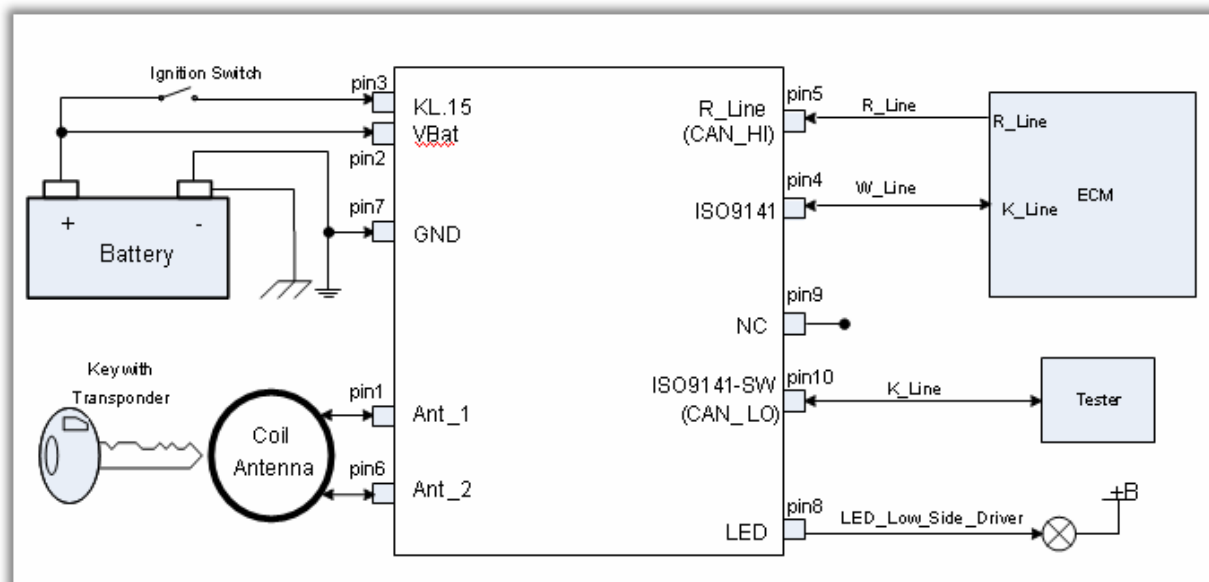 Ignition Switch
pin3
KL.15
VBat
pin2
pin7
GND
+
-
Battery
Key with
Transponder
Coil
Antenna
pin1
Ant_1
pin6
Ant_2
R_Line
(CAN_HI)
pin5
R_Line
R_Line
pin4
W_Line
ISO9141
K_Line
ECM
pin9
NC
ISO9141-SW
(CAN_LO)
pin10
K_Line
Tester
pin8
LED
LED_Low_Side_Driver
+B